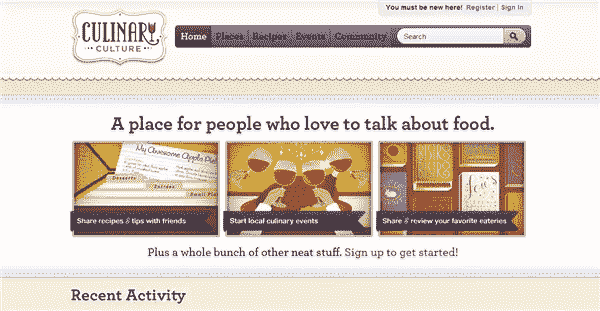 You must be new here! Register | Sign In
CULINARY
CULTURE
Home Places Recipes Events Community Search
A place for people who love to talk about food.
My Awesome Apple Pie
Desserts
Entrées
Share recipes & tips with friends
Start local culinary events
Share & review your favorite eateries
Plus a whole bunch of other neat stuff. Sign up to get started!
Recent Activity